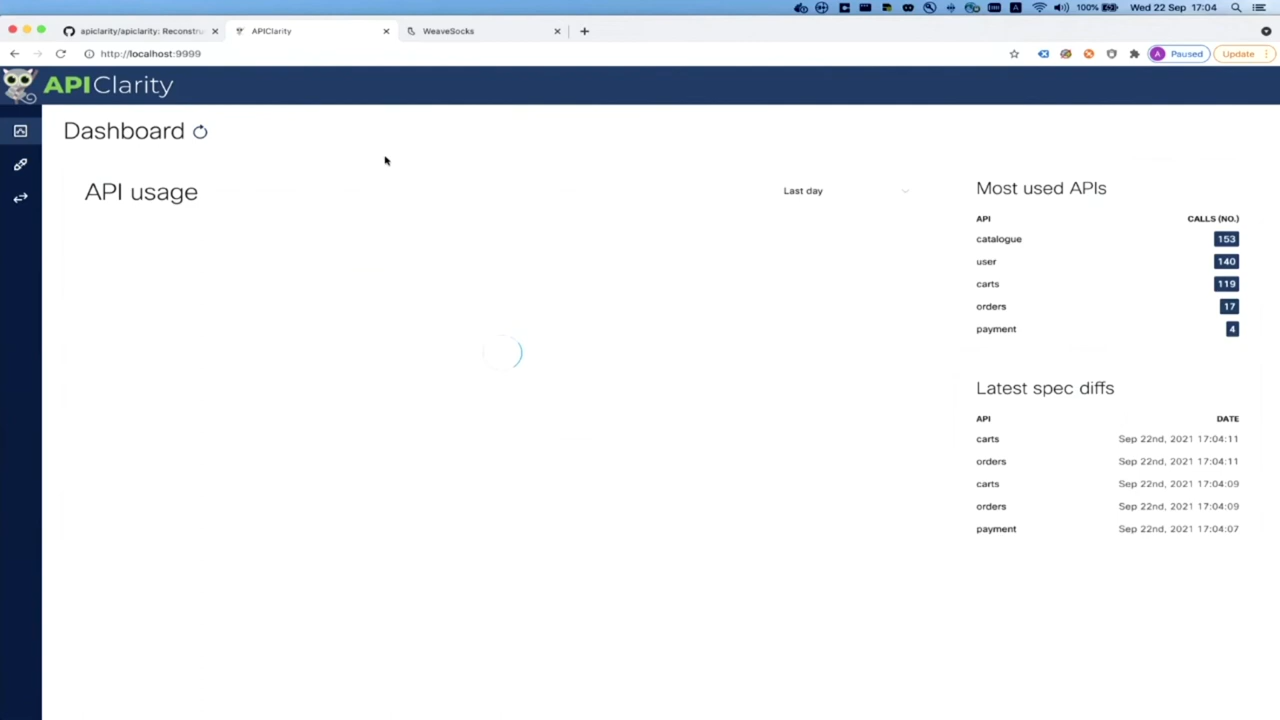 100%
Wed 22 Sep 17:04
apiclarity/apiclarity: Reconstru
APIClarity
WeaveSocks
http://localhost:9999
A
Paused
Update
APIClarity
Dashboard
API usage
Last day
Most used APIs
API CALLS (NO.)
catalogue 153
user 140
carts 119
orders 17
payment 4
Latest spec diffs
API DATE
carts Sep 22nd, 2021 17:04:11
orders Sep 22nd, 2021 17:04:11
carts Sep 22nd, 2021 17:04:09
orders Sep 22nd, 2021 17:04:09
payment Sep 22nd, 2021 17:04:07